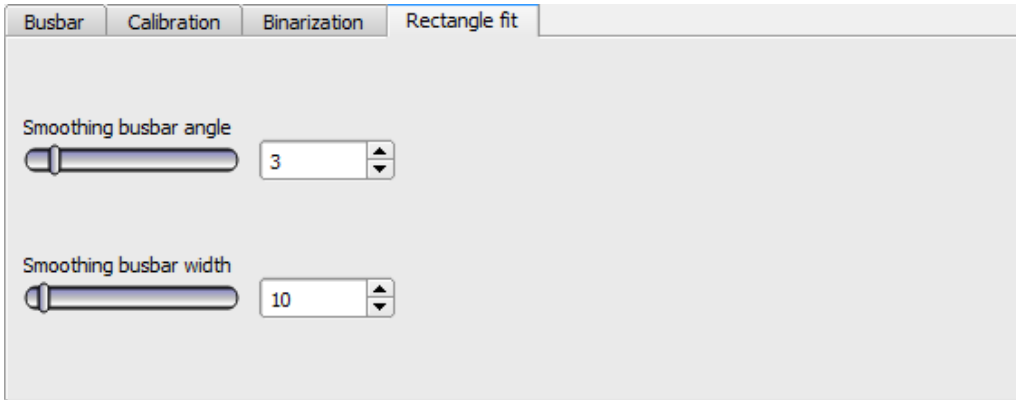 Busbar Calibration Binarization Rectangle fit
Smoothing busbar angle
3
Smoothing busbar width
10